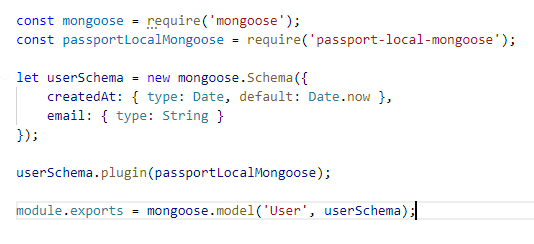 const mongoose = require('mongoose');
const passportLocalMongoose = require('passport-local-mongoose');
let userSchema = new mongoose.Schema({
    createdAt: { type: Date, default: Date.now },
    email: { type: String }
});
userSchema.plugin(passportLocalMongoose);
module.exports = mongoose.model('User', userSchema);